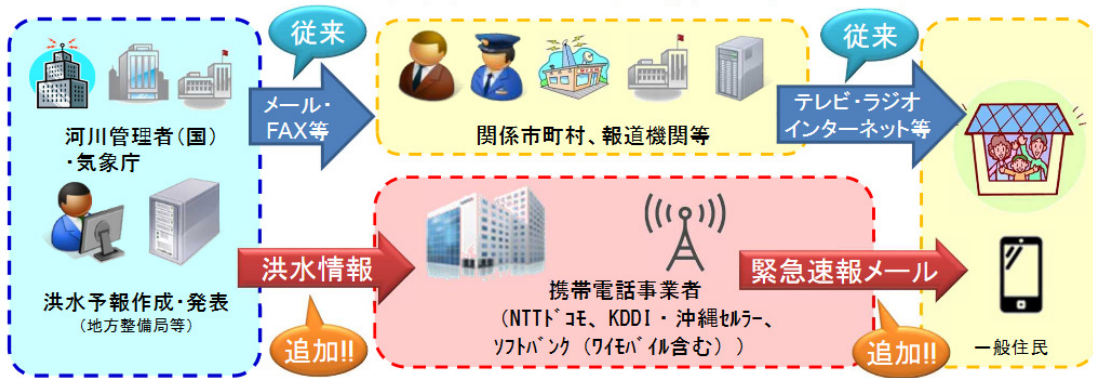 従来
従来
メール・
FAX等
テレビ・ラジオ
インターネット等
河川管理者(国)
・気象庁
関係市町村、報道機関等
洪水情報
緊急速報メール
携帯電話事業者
(NTTﾄﾞｺﾓ、KDDI・沖縄ｾﾙﾗｰ、
ｿﾌﾄﾊﾞﾝｸ(ﾜｲﾓﾊﾞｲﾙ含む))
洪水予報作成・発表
(地方整備局等)
追加!!
追加!!
一般住民